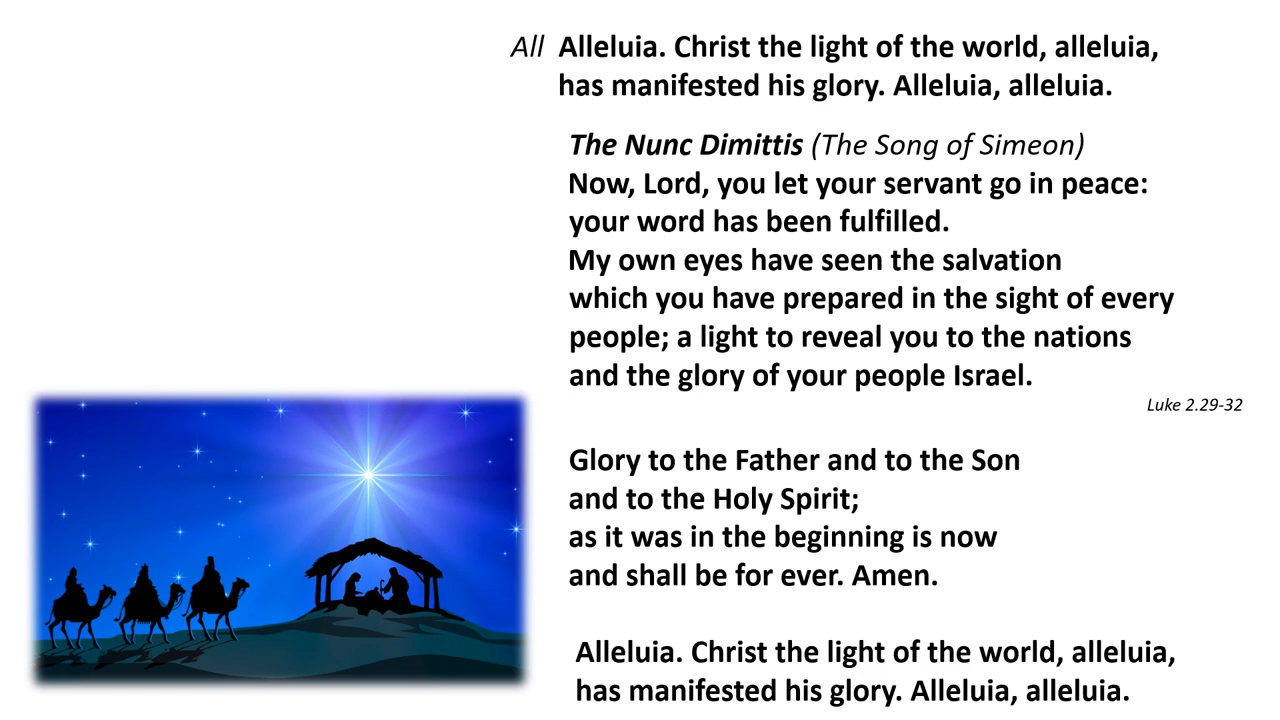 All Alleluia. Christ the light of the world, alleluia,
has manifested his glory. Alleluia, alleluia.
The Nunc Dimittis (The Song of Simeon)
Now, Lord, you let your servant go in peace:
your word has been fulfilled.
My own eyes have seen the salvation
which you have prepared in the sight of every
people; a light to reveal you to the nations
and the glory of your people Israel.
Luke 2.29-32
Glory to the Father and to the Son
and to the Holy Spirit;
as it was in the beginning is now
and shall be for ever. Amen.
Alleluia. Christ the light of the world, alleluia,
has manifested his glory. Alleluia, alleluia.